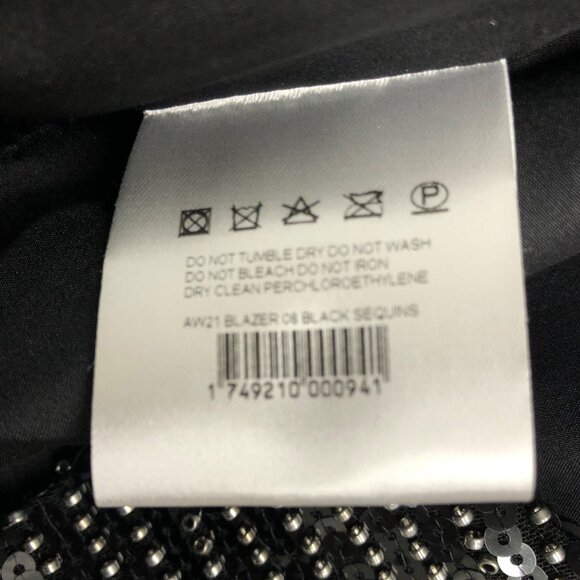 P
DO NOT TUMBLE DRY DO NOT WASH
DO NOT BLEACH DO NOT IRON
DRY CLEAN PERCHLOROETHYLENE
AW21 BLAZER 08 BLACK SEQUINS
1 749210 000941